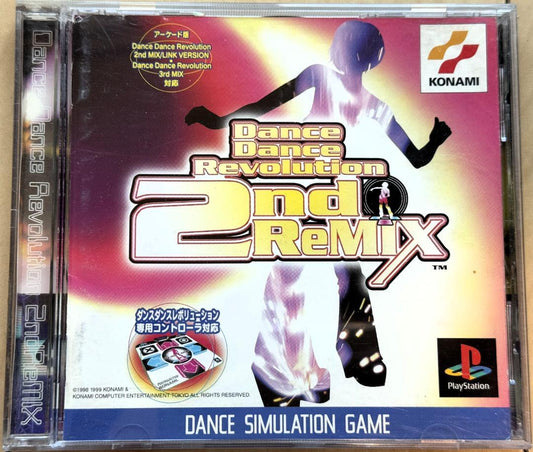 Dance Dance Revolution 2ndReMIX
アーケード版
Dance Dance Revolution
2nd MIX/LINK VERSION
Dance Dance Revolution
3rd MIX
対応
KONAMI
Dance
Dance
Revolution
2nd
ReMIX
TM
ダンスダンスレボリューション
専用コントローラ対応
©1998 1999 KONAMI &
KONAMI COMPUTER ENTERTAINMENT TOKYO ALL RIGHTS RESERVED.
PlayStation
DANCE SIMULATION GAME